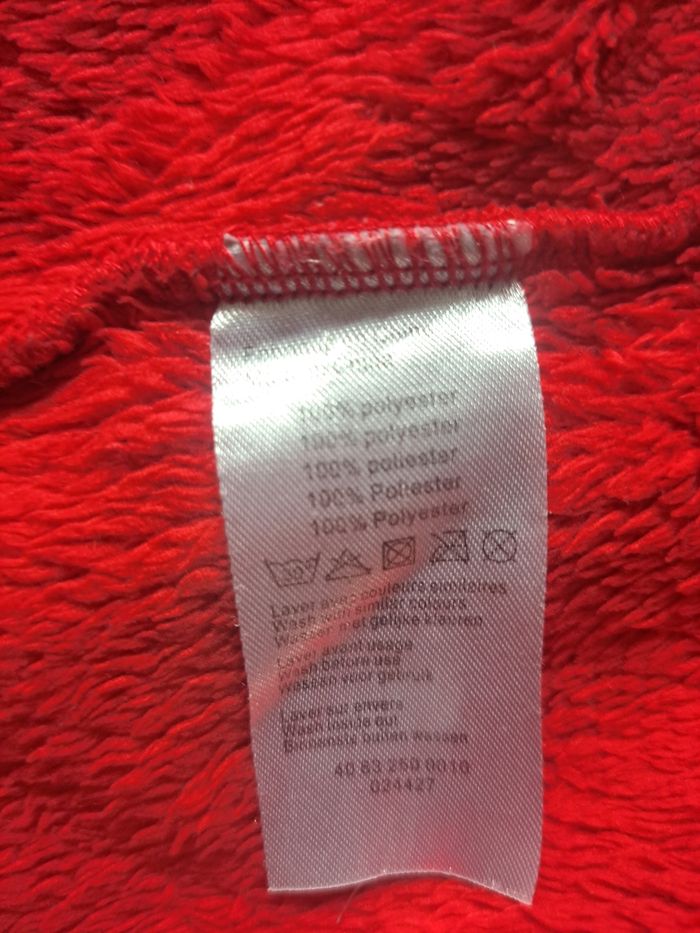 100% polyester
100% polyester
100% poliester
100% Poliester
100% Polyester
30°
Laver avec couleurs similaires
Wash with similar colours
Wassen met gelijke kleuren
Laver avant usage
Wash before use
Wassen voor gebruik
Laver sur envers
Wash inside out
Binnenste buiten wassen
40 63 250 0010
024427